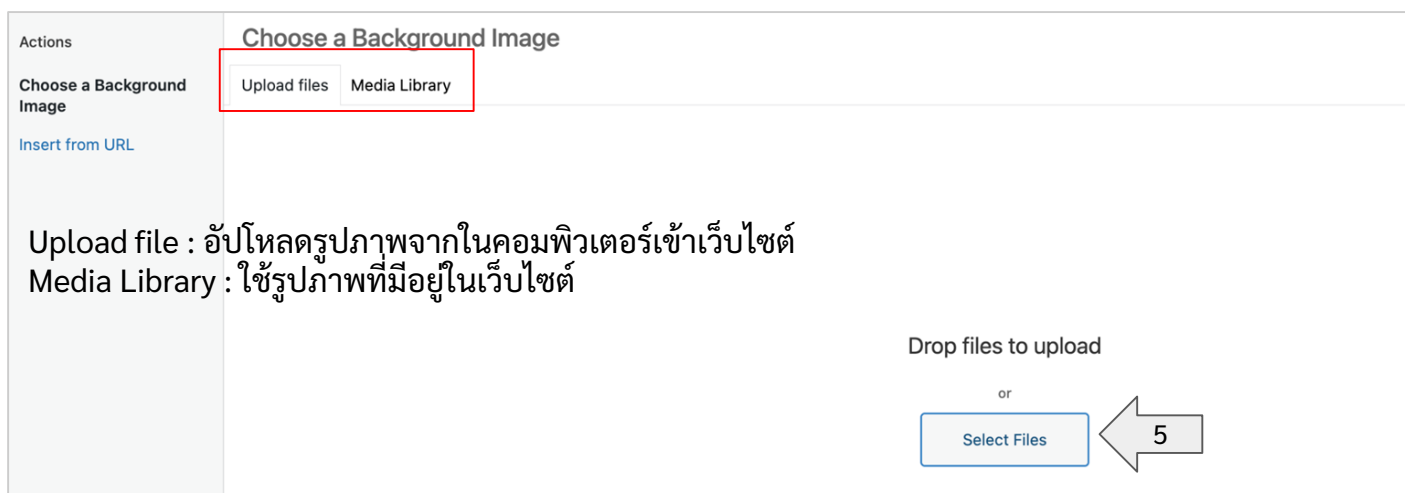 Actions
Choose a Background Image
Choose a Background
Image
Upload files
Media Library
Insert from URL
Upload file : อัปโหลดรูปภาพจากในคอมพิวเตอร์เข้าเว็บไซต์
Media Library : ใช้รูปภาพที่มีอยู่ในเว็บไซต์
Drop files to upload
or
Select Files
5